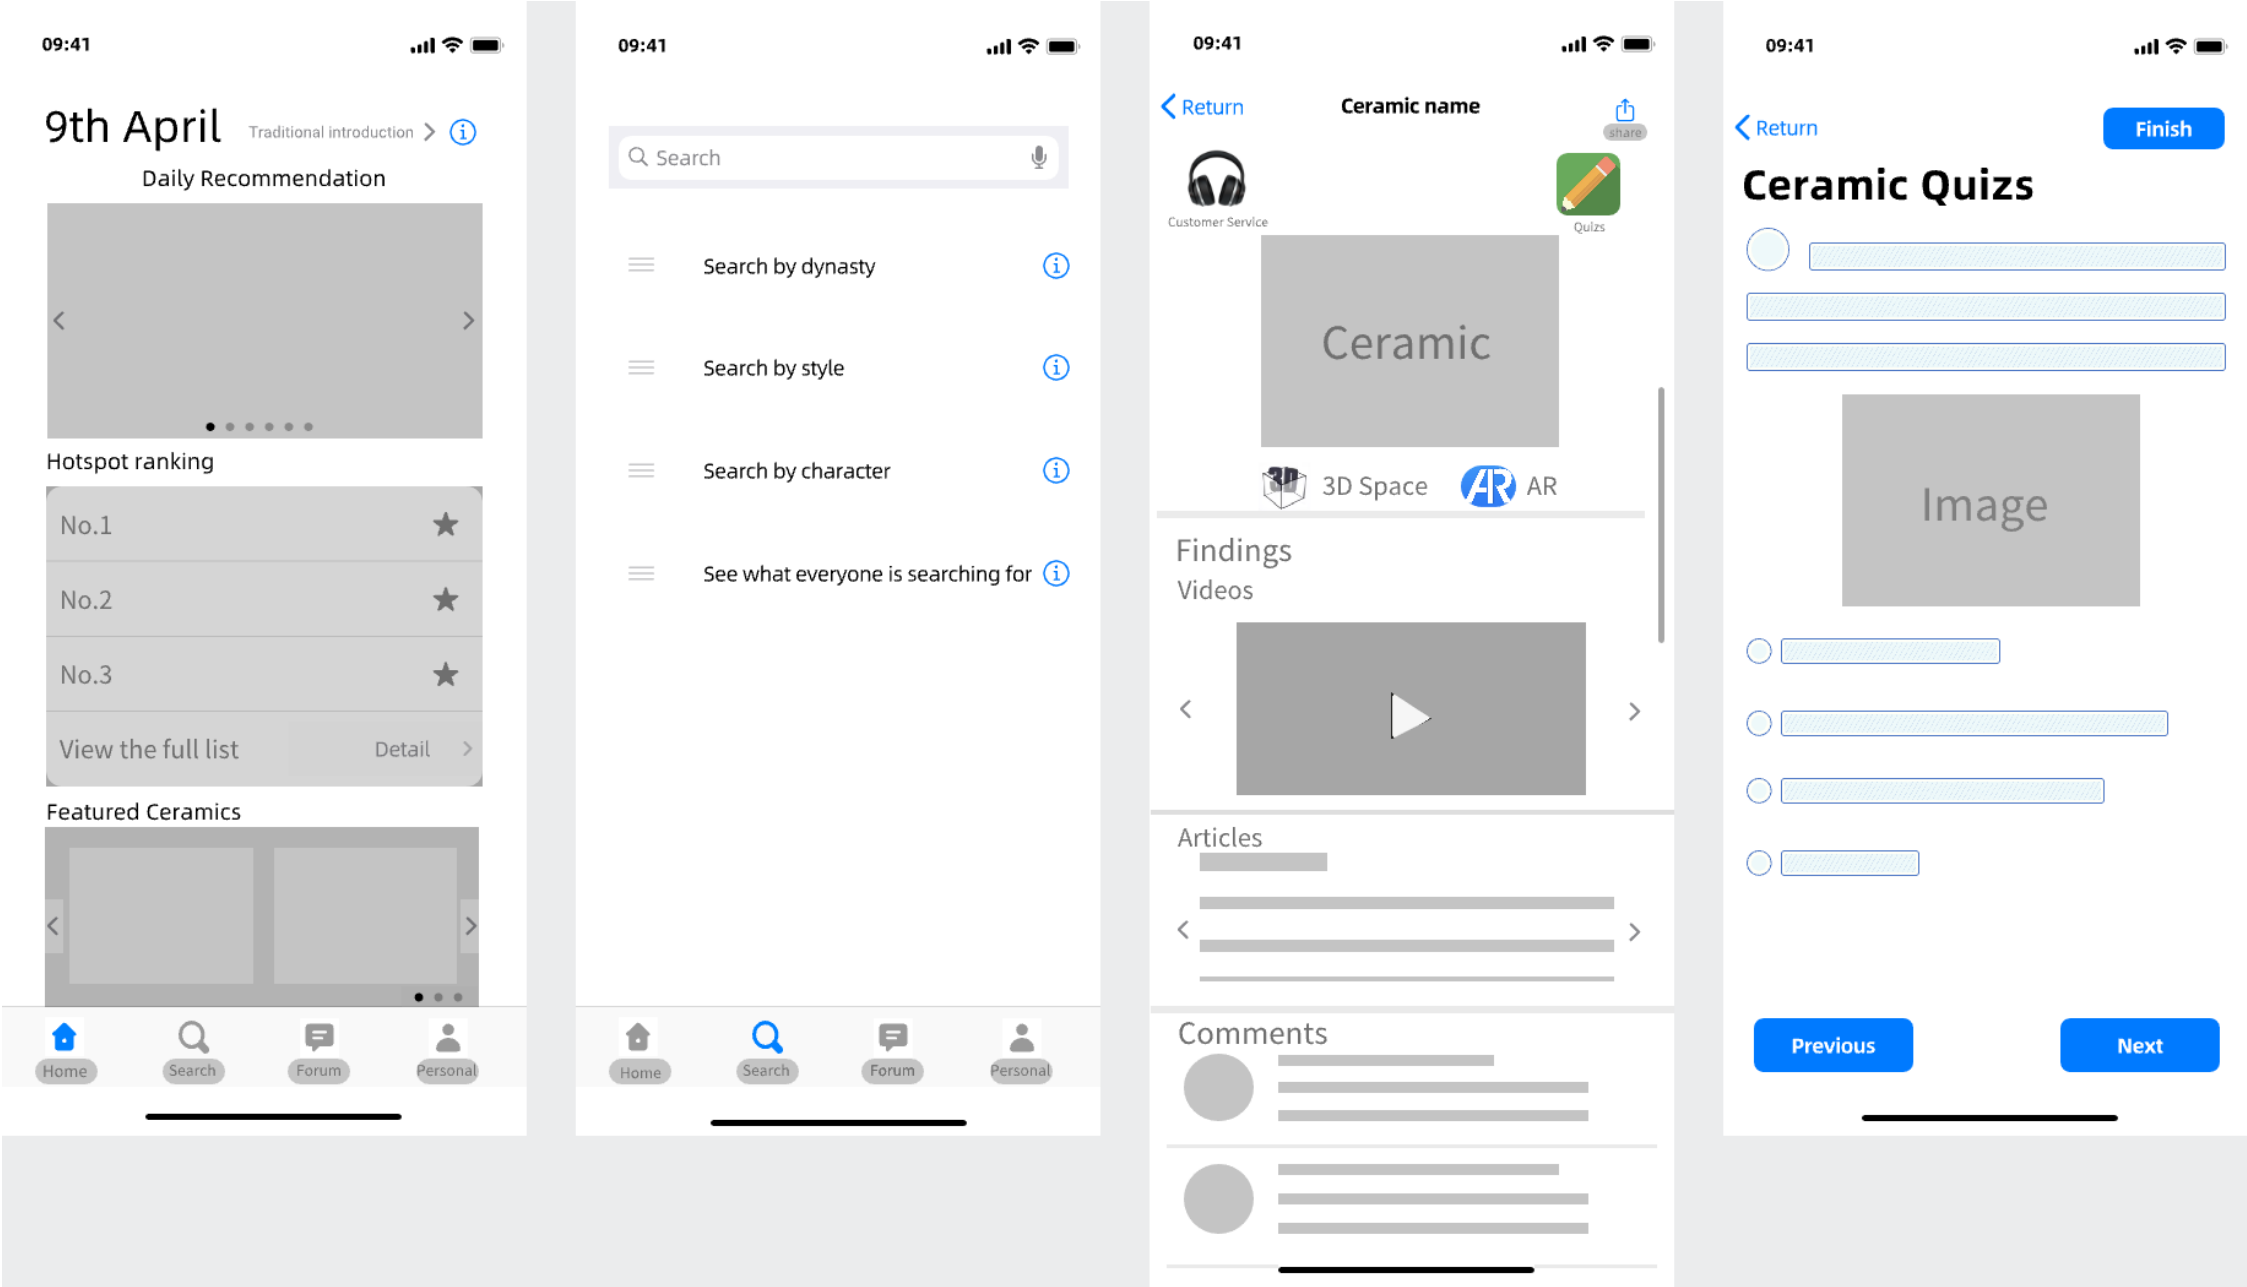 09:41
9th April
Traditional introduction
Daily Recommendation
Hotspot ranking
No.1
No.2
No.3
View the full list Detail
Featured Ceramics
Home Search Forum Personal
09:41
Search
Search by dynasty
Search by style
Search by character
See what everyone is searching for
Home Search Forum Personal
09:41
Return Ceramic name
share
Customer Service
Quizs
Ceramic
3D 3D Space AR AR
Findings
Videos
Articles
Comments
09:41
Return Finish
Ceramic Quizs
Image
Previous Next